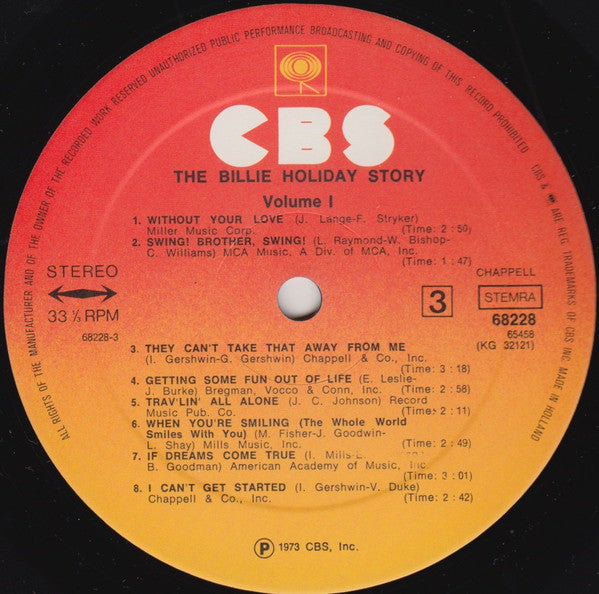 ALL RIGHTS OF THE MANUFACTURER AND OF THE OWNER OF THE RECORDED WORK RESERVED UNAUTHORIZED PUBLIC PERFORMANCE BROADCASTING AND COPYING OF THIS RECORD PROHIBITED CBS & ARE REG. TRADEMARKS OF CBS INC. MADE IN HOLLAND
CBS
THE BILLIE HOLIDAY STORY
Volume I
1. WITHOUT YOUR LOVE (J. Lange-F. Stryker)
Miller Music Corp. (Time: 2 : 50)
2. SWING! BROTHER, SWING! (L. Raymond-W. Bishop-
C. Williams) MCA Music, A Div. of MCA, Inc.
(Time: 1 : 47)
STEREO
33 ⅓ RPM
68228-3
CHAPPELL
3 STEMRA
68228
65458
(KG 32121)
3. THEY CAN'T TAKE THAT AWAY FROM ME
(I. Gershwin-G. Gershwin) Chappell & Co., Inc.
(Time: 3 : 18)
4. GETTING SOME FUN OUT OF LIFE (E. Leslie-
J. Burke) Bregman, Vocco & Conn, Inc.
(Time: 2 : 58)
5. TRAV'LIN' ALL ALONE (J. C. Johnson) Record
Music Pub. Co. (Time: 2 : 11)
6. WHEN YOU'RE SMILING (The Whole World
Smiles With You) (M. Fisher-J. Goodwin-
L. Shay) Mills Music, Inc. (Time: 2 : 49)
7. IF DREAMS COME TRUE (I. Mills-
B. Goodman) American Academy of Music, Inc.
(Time: 3 : 01)
8. I CAN'T GET STARTED (I. Gershwin-V. Duke)
Chappell & Co., Inc. (Time: 2 : 42)
Ⓟ 1973 CBS, Inc.